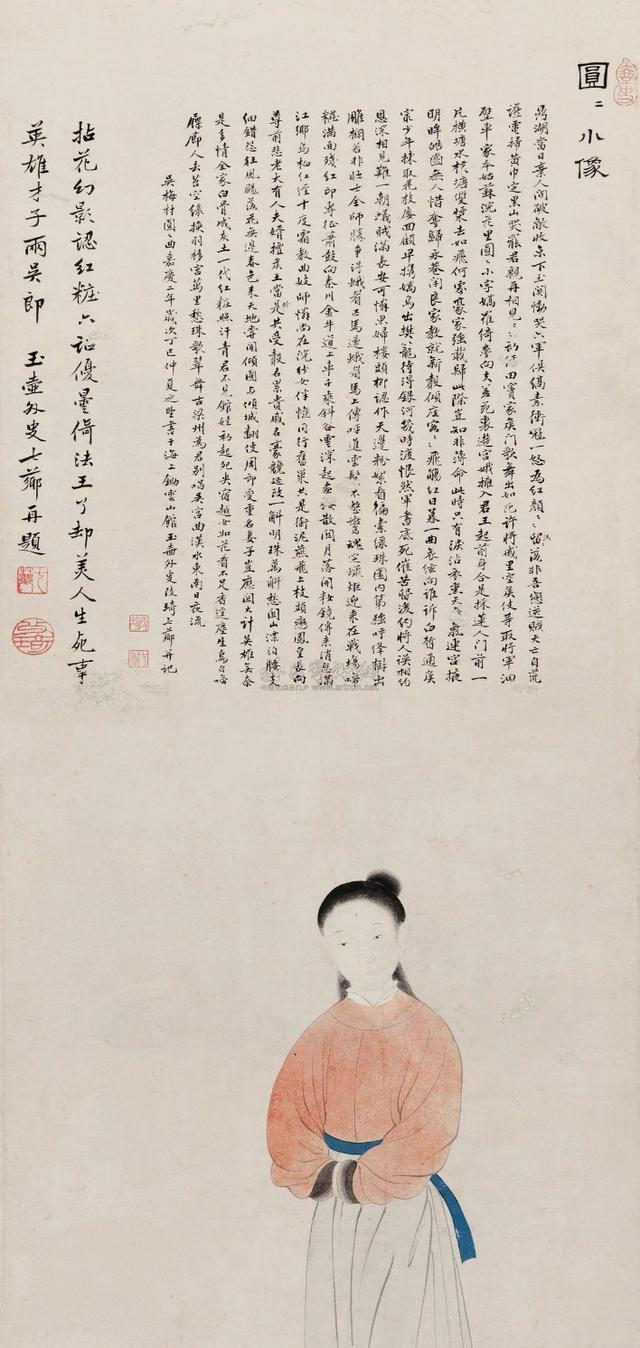 圓〻小像
鼎湖當日棄人間破敵收京下玉關慟哭六軍俱縞素衝冠一怒為紅顏〻〻流落非吾戀逆賊天亡自荒
讌電掃黃巾定黑山哭罷君親再相見〻〻初經田竇家侯門歌舞出如花許將戚里箜篌伎等取將軍油
壁車家本姑蘇浣花里圓〻小字嬌羅綺夢向夫差苑裏遊宮娥擁入君王起前身合是採蓮人門前一
片橫塘水橫塘雙槳去如飛何處豪家強載歸此際豈知非薄命此時只有淚沾衣熏天意氣連宮掖
明眸皓齒無人惜奪歸永巷閉良家教就新聲傾座客〻〻飛觴紅日暮一曲哀絃向誰訴白皙通侯
最少年揀取花枝屢回顧早攜嬌鳥出樊籠待得銀河幾時渡恨煞軍書底死催苦留後約將人誤相約
恩深相見難一朝蟻賊滿長安可憐思婦樓頭柳認作天邊粉絮看徧索綠珠圍內第強呼絳樹出
雕欄若非壯士全師勝爭得蛾眉匹馬還蛾眉馬上傳呼進雲鬟不整驚魂定蠟炬迎來在戰場啼
糚滿面殘紅印專征簫鼓向秦川金牛道上車千乘斜谷雲深起畫樓散關月落開妝鏡傳來消息滿
江鄉烏桕紅經十度霜教曲妓師憐尚在浣紗女伴憶同行舊巢共是銜泥燕飛上枝頭變鳳皇長向
尊前悲老大有人夫婿擅侯王當時共受聲名累貴戚名豪競延致一斛明珠萬斛愁關山漂泊腰支
細錯怨狂風颺落花無邊春色來天地嘗聞傾國與傾城翻使周郎受重名妻子豈應關大計英雄無奈
是多情全家白骨成灰土一代紅粧照汗青君不見館娃初起鴛央宿越女如花看不足香逕塵生鳥自啼
屧廊人去苔空綠換羽移宮萬里愁珠歌翠舞古梁州為君別唱吳宮曲漢水東南日夜流
吳梅村圓〻曲嘉慶二年歲次丁巳仲夏之望書于海上鋤雲山館玉壺外史改琦七薌并記
拈花幻影認紅粧六詔優曇倚法王了却美人生死事
英雄才子兩吳郎 玉壺外史七薌再題
www.artron.net